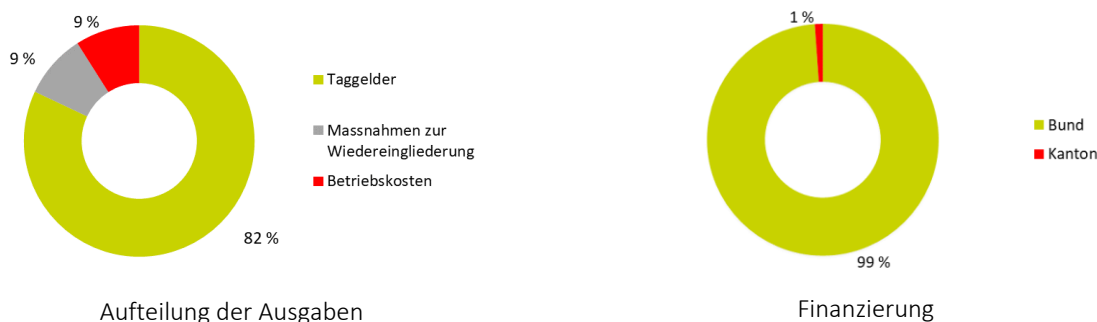 9 %
9 %
82 %
Taggelder
Massnahmen zur
Wiedereingliederung
Betriebskosten
Aufteilung der Ausgaben
1 %
99 %
Bund
Kanton
Finanzierung